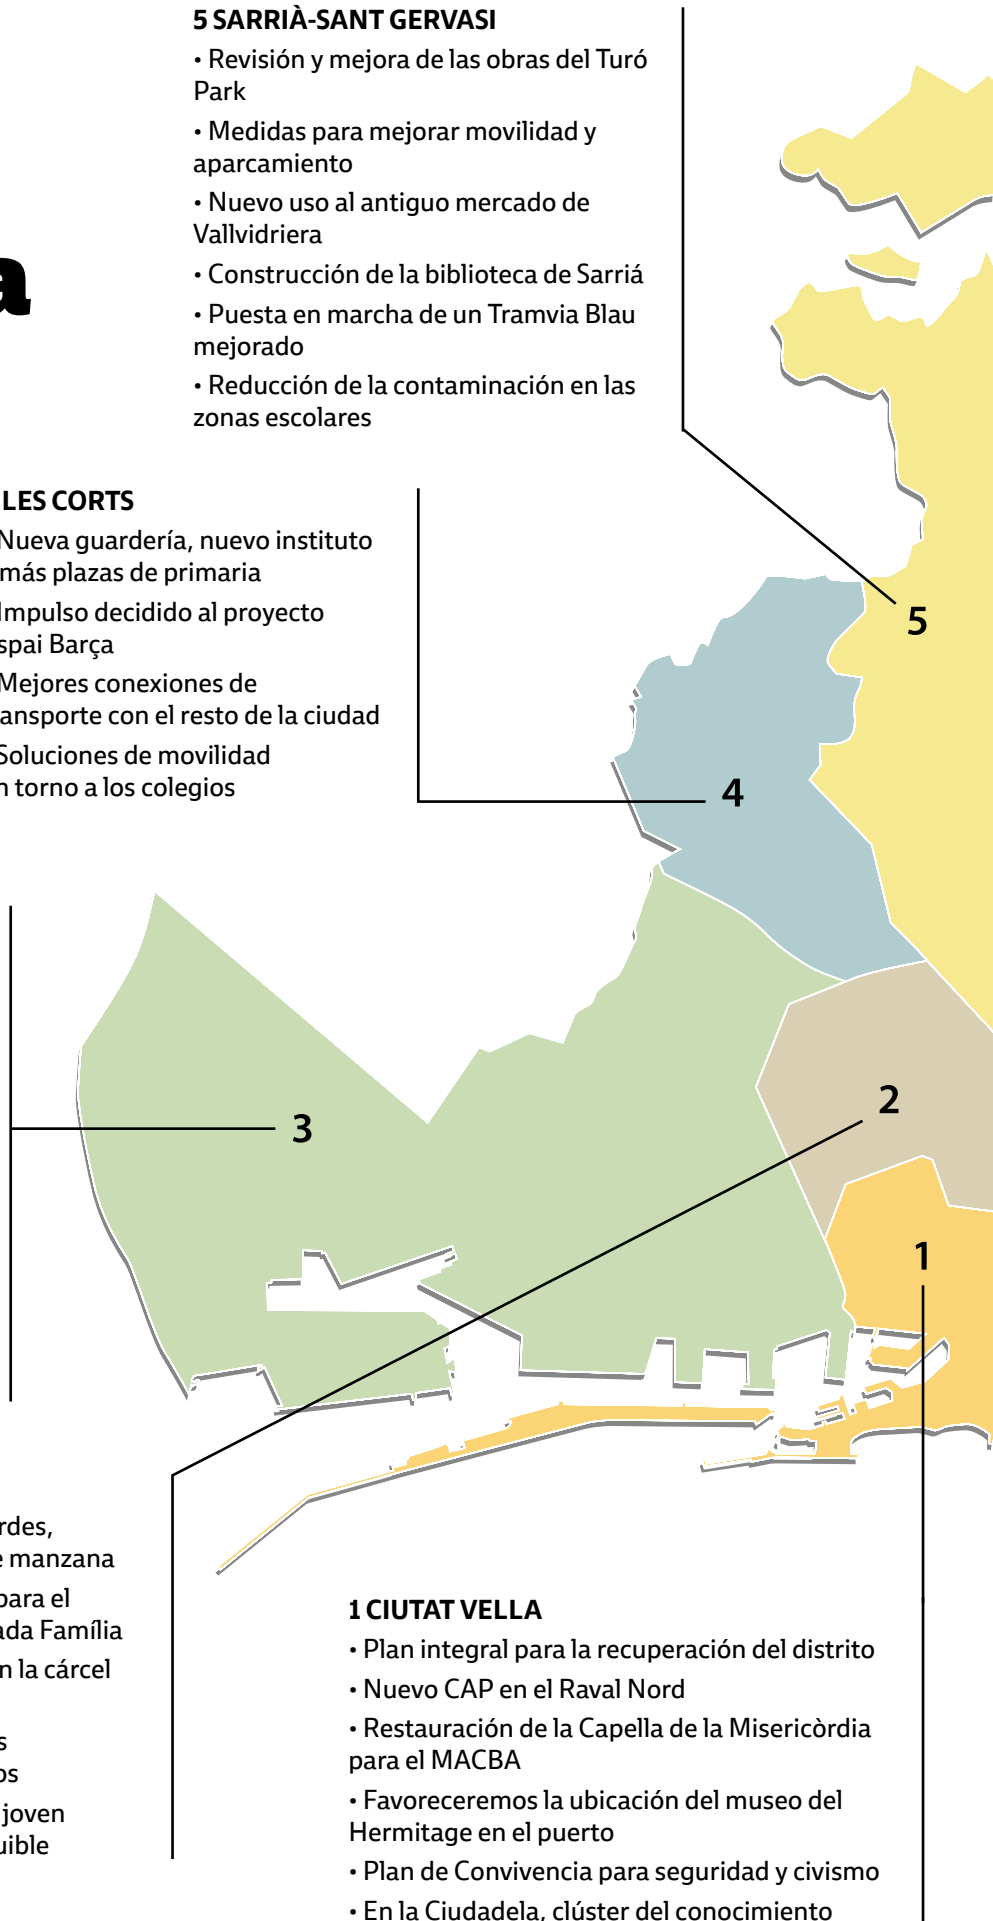 5 SARRIÀ-SANT GERVASI
• Revisión y mejora de las obras del Turó
Park
• Medidas para mejorar movilidad y
aparcamiento
• Nuevo uso al antiguo mercado de
Vallvidriera
• Construcción de la biblioteca de Sarriá
• Puesta en marcha de un Tramvia Blau
mejorado
• Reducción de la contaminación en las
zonas escolares
a
LES CORTS
Nueva guardería, nuevo instituto
más plazas de primaria
Impulso decidido al proyecto
spai Barça
Mejores conexiones de
ansporte con el resto de la ciudad
Soluciones de movilidad
n torno a los colegios
5
4
3
2
1
rdes,
e manzana
para el
ada Família
n la cárcel
s
os
joven
uible
1 CIUTAT VELLA
• Plan integral para la recuperación del distrito
• Nuevo CAP en el Raval Nord
• Restauración de la Capella de la Misericòrdia
para el MACBA
• Favoreceremos la ubicación del museo del
Hermitage en el puerto
• Plan de Convivencia para seguridad y civismo
• En la Ciudadela, clúster del conocimiento